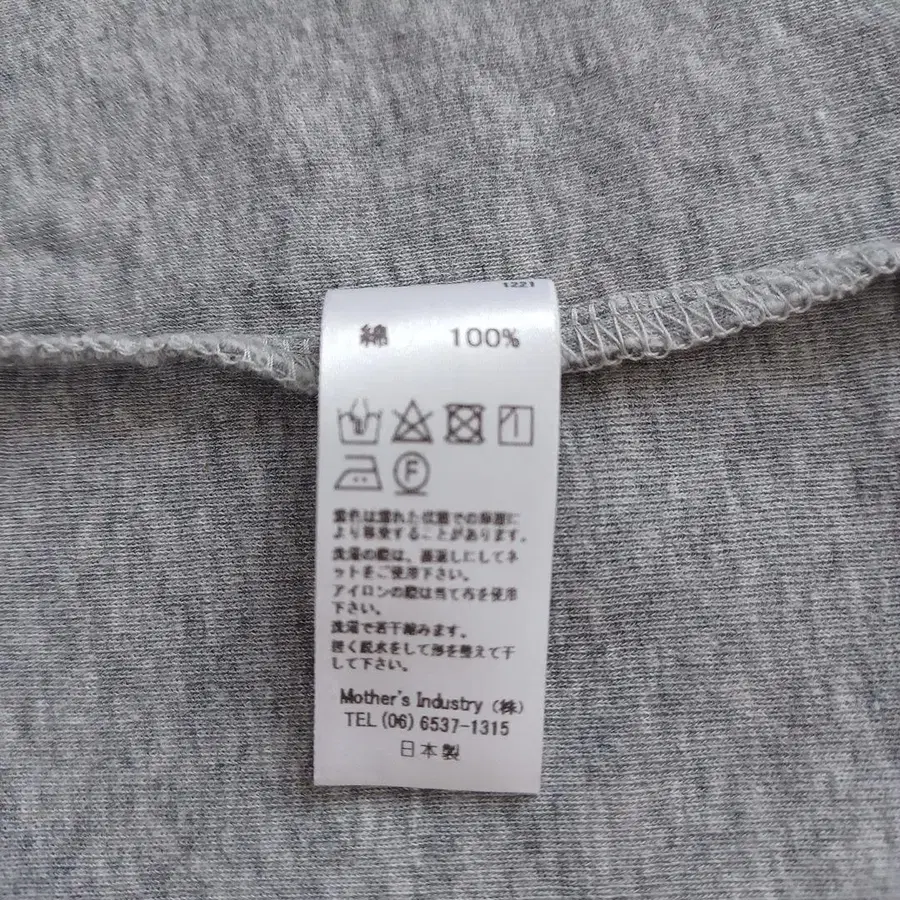 1221
綿 100%
F
濃色は濡れた状態での摩擦に
より移染することがあります。
洗濯の際は、裏返しにしてネ
ットをご使用下さい。
アイロンの際は当て布を使用
下さい。
洗濯で若干縮みます。
軽く脱水をして形を整えて干
して下さい。
Mother's Industry (株)
TEL (06) 6537-1315
日本製